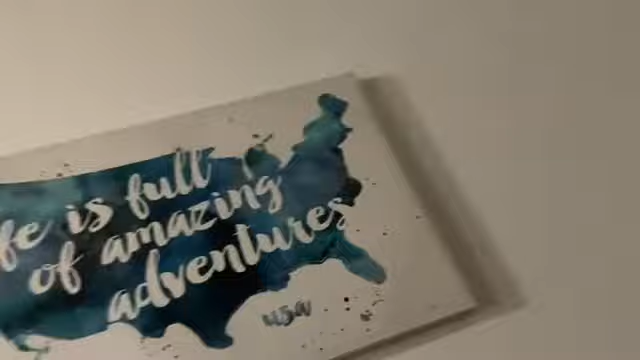 fe is full
of amazing
adventures
usa